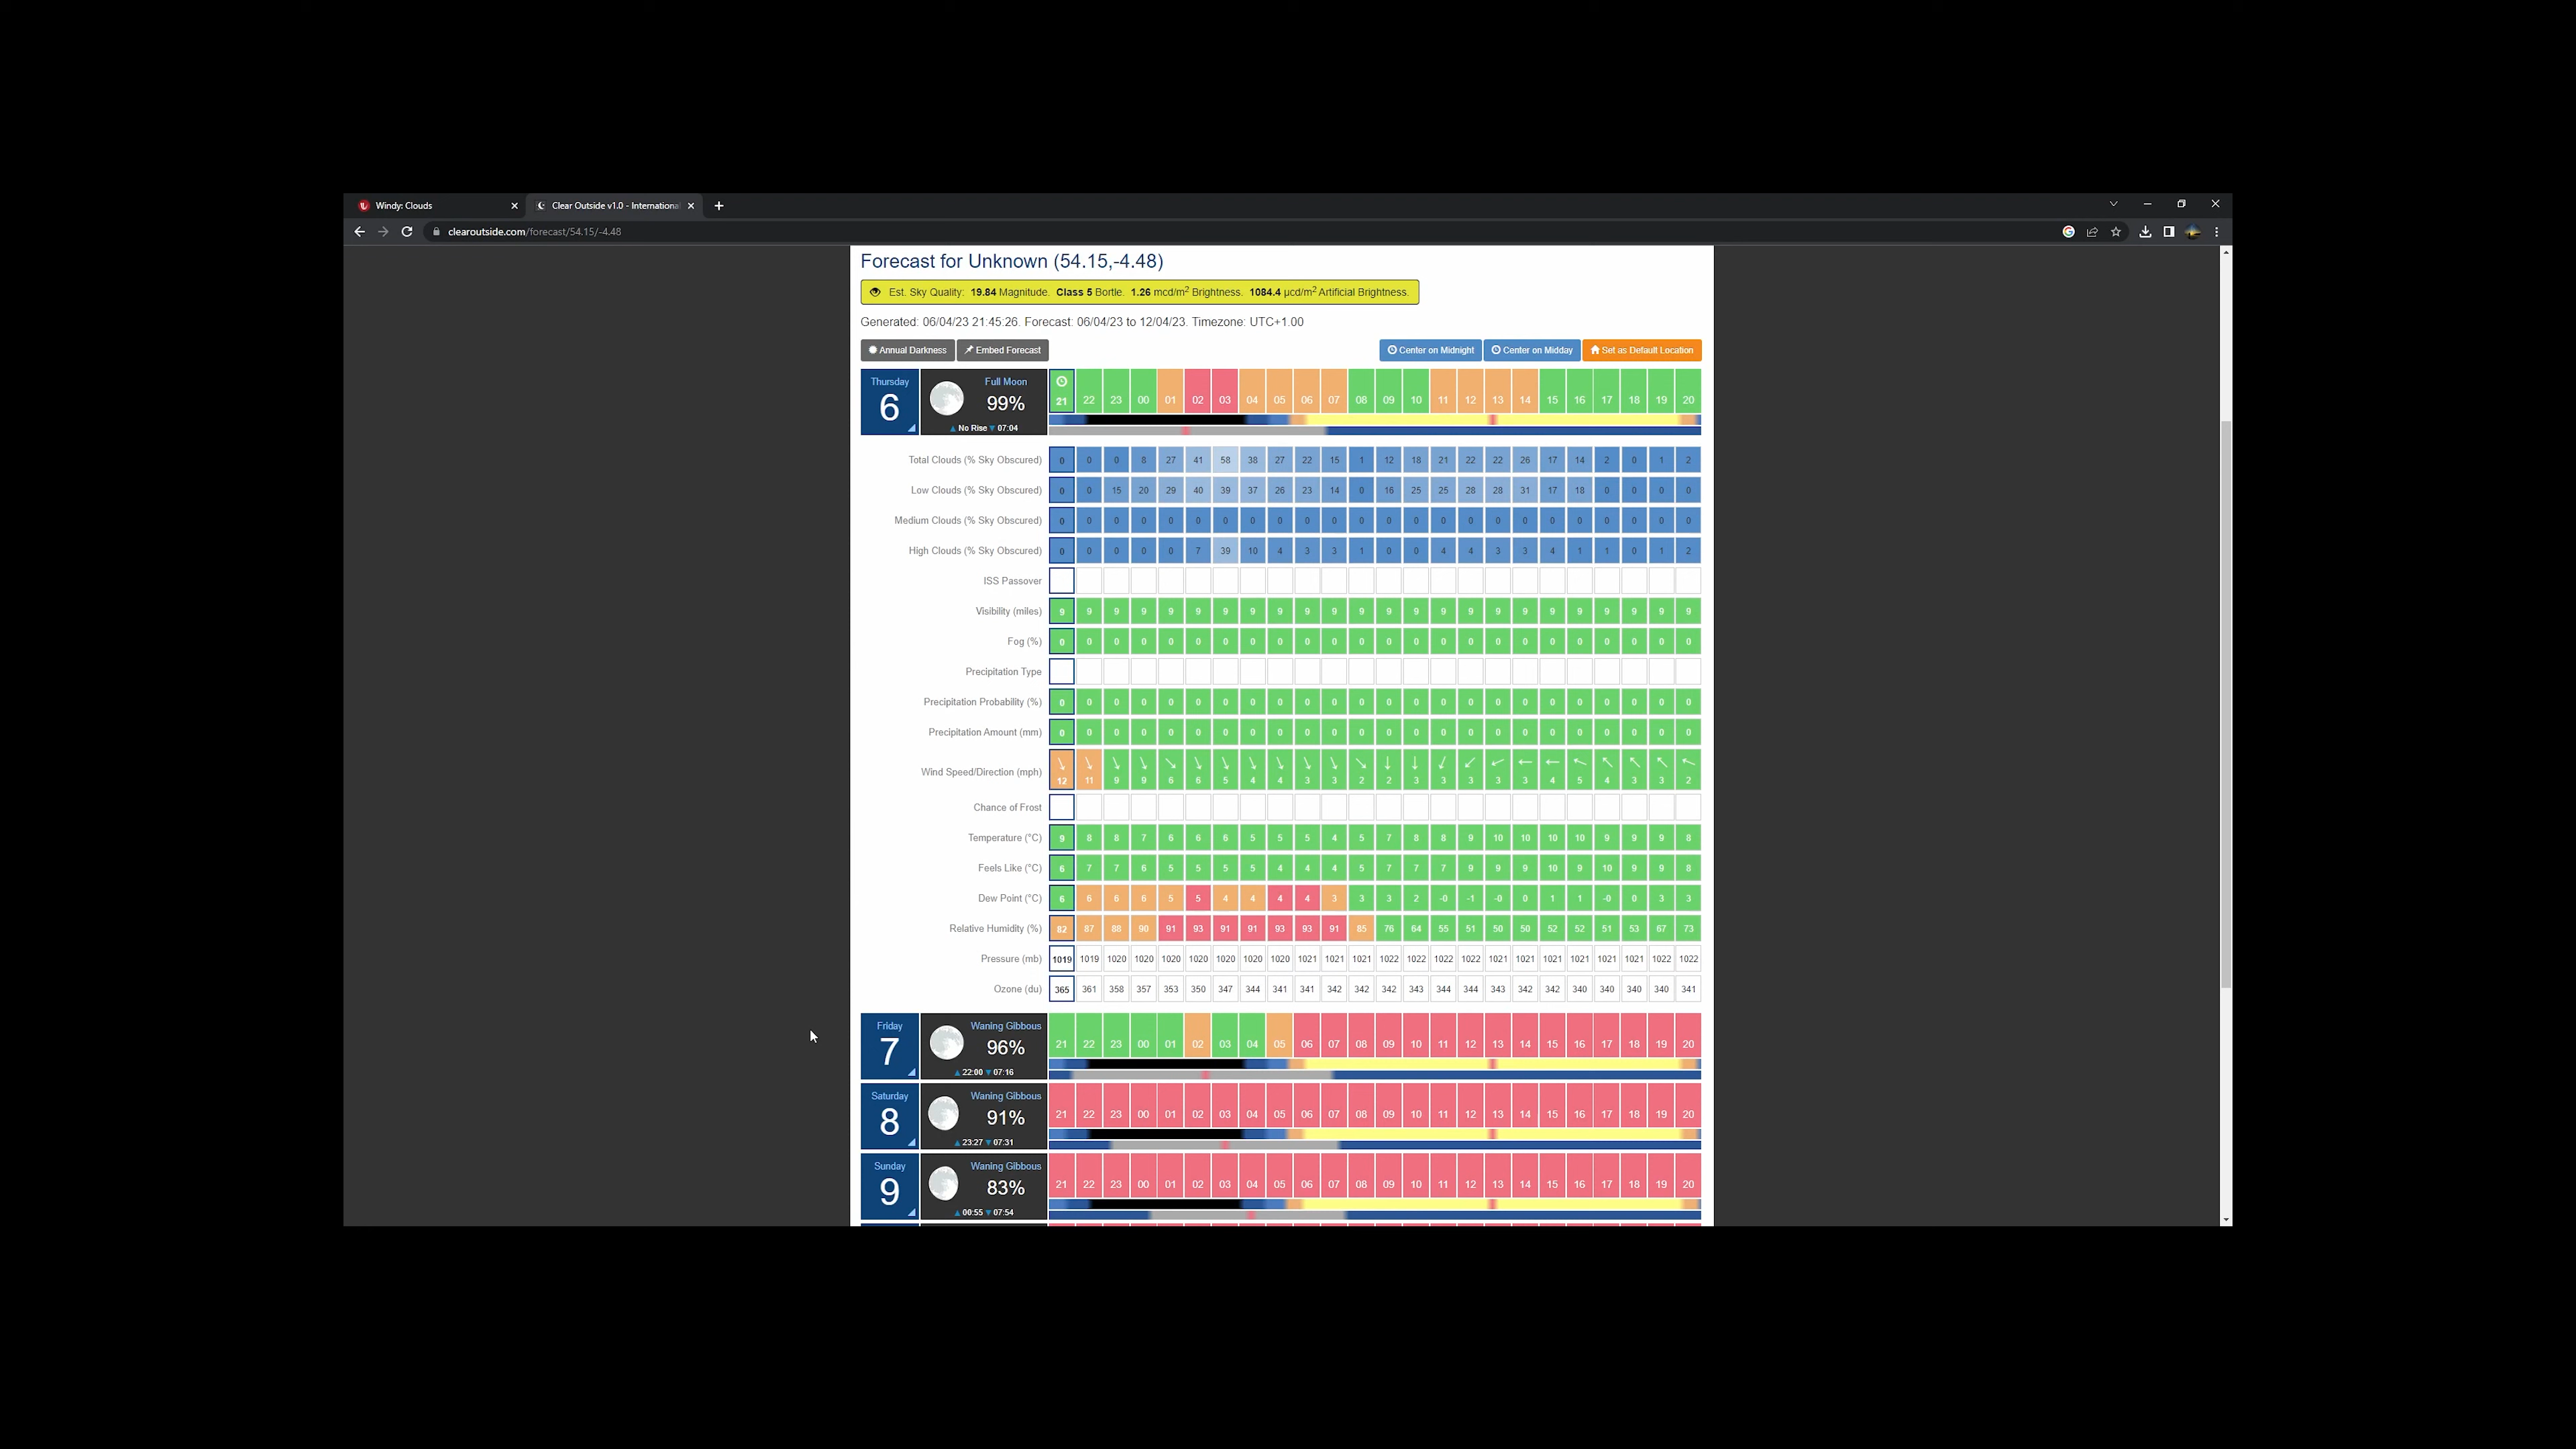 Windy: Clouds
Clear Outside v1.0 - International
clearoutside.com/forecast/54.15/-4.48
Forecast for Unknown (54.15,-4.48)
Est. Sky Quality: 19.84 Magnitude. Class 5 Bortle. 1.26 mcd/m2 Brightness. 1084.4 μcd/m2 Artificial Brightness.
Generated: 06/04/23 21:45:26. Forecast: 06/04/23 to 12/04/23. Timezone: UTC+1.00
Annual Darkness Embed Forecast Center on Midnight Center on Midday Set as Default Location
Thursday 6 Full Moon 99% No Rise 07:04
21 22 23 00 01 02 03 04 05 06 07 08 09 10 11 12 13 14 15 16 17 18 19 20
Total Clouds (% Sky Obscured) 0 0 0 8 27 41 58 38 27 22 15 1 12 18 21 22 22 26 17 14 2 0 1 2
Low Clouds (% Sky Obscured) 0 0 15 20 29 40 39 37 26 23 14 0 16 25 25 28 28 31 17 18 0 0 0 0
Medium Clouds (% Sky Obscured) 0 0 0 0 0 0 0 0 0 0 0 0 0 0 0 0 0 0 0 0 0 0 0 0
High Clouds (% Sky Obscured) 0 0 0 0 0 7 39 10 4 3 3 1 0 0 4 4 3 3 4 1 1 0 1 2
ISS Passover
Visibility (miles) 9 9 9 9 9 9 9 9 9 9 9 9 9 9 9 9 9 9 9 9 9 9 9 9
Fog (%) 0 0 0 0 0 0 0 0 0 0 0 0 0 0 0 0 0 0 0 0 0 0 0 0
Precipitation Type
Precipitation Probability (%) 0 0 0 0 0 0 0 0 0 0 0 0 0 0 0 0 0 0 0 0 0 0 0 0
Precipitation Amount (mm) 0 0 0 0 0 0 0 0 0 0 0 0 0 0 0 0 0 0 0 0 0 0 0 0
Wind Speed/Direction (mph) 12 11 9 9 6 6 5 4 4 3 3 2 2 3 3 3 3 3 4 5 4 3 3 2
Chance of Frost
Temperature (°C) 9 8 8 7 6 6 6 5 5 5 4 5 7 8 8 9 10 10 10 10 9 9 9 8
Feels Like (°C) 6 7 7 6 5 5 5 5 4 4 4 5 7 7 7 9 9 9 10 9 10 9 9 8
Dew Point (°C) 6 6 6 6 5 5 4 4 4 4 3 3 3 2 -0 -1 -0 0 1 1 -0 0 3 3
Relative Humidity (%) 82 87 88 90 91 93 91 91 93 93 91 85 76 64 55 51 50 50 52 52 51 53 67 73
Pressure (mb) 1019 1019 1020 1020 1020 1020 1020 1020 1020 1021 1021 1021 1022 1022 1022 1022 1021 1021 1021 1021 1021 1021 1022 1022
Ozone (du) 365 361 358 357 353 350 347 344 341 341 342 342 342 343 344 344 343 342 342 340 340 340 340 341
Friday 7 Waning Gibbous 96% 22:00 07:16
21 22 23 00 01 02 03 04 05 06 07 08 09 10 11 12 13 14 15 16 17 18 19 20
Saturday 8 Waning Gibbous 91% 23:27 07:31
21 22 23 00 01 02 03 04 05 06 07 08 09 10 11 12 13 14 15 16 17 18 19 20
Sunday 9 Waning Gibbous 83% 00:55 07:54
21 22 23 00 01 02 03 04 05 06 07 08 09 10 11 12 13 14 15 16 17 18 19 20